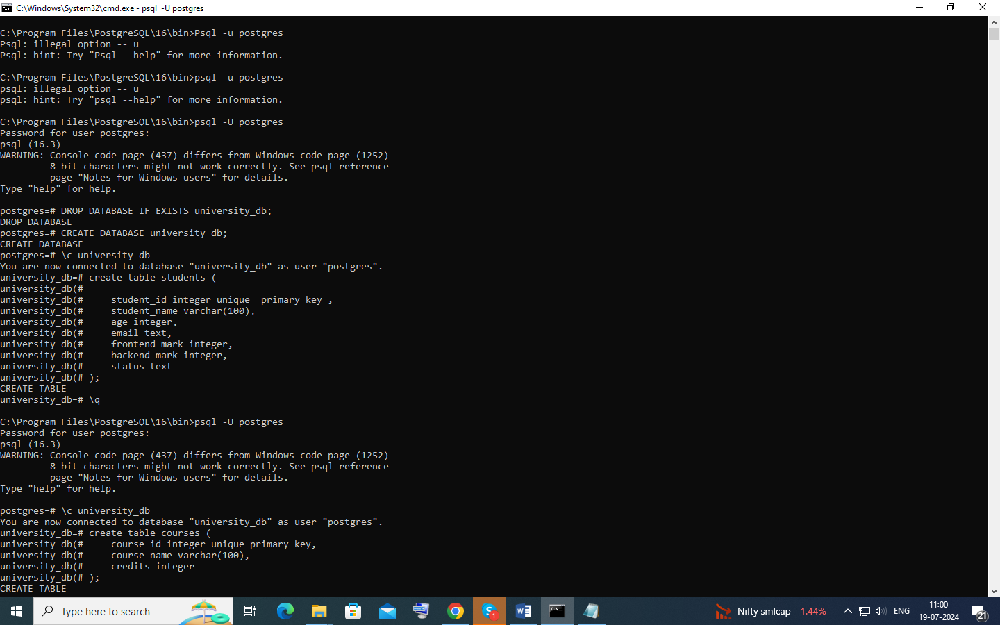 C:\Windows\System32\cmd.exe - psql  -U postgres
C:\Program Files\PostgreSQL\16\bin>Psql -u postgres
Psql: illegal option -- u
Psql: hint: Try "Psql --help" for more information.
C:\Program Files\PostgreSQL\16\bin>psql -u postgres
psql: illegal option -- u
psql: hint: Try "psql --help" for more information.
C:\Program Files\PostgreSQL\16\bin>psql -U postgres
Password for user postgres:
psql (16.3)
WARNING: Console code page (437) differs from Windows code page (1252)
         8-bit characters might not work correctly. See psql reference
         page "Notes for Windows users" for details.
Type "help" for help.
postgres=# DROP DATABASE IF EXISTS university_db;
DROP DATABASE
postgres=# CREATE DATABASE university_db;
CREATE DATABASE
postgres=# \c university_db
You are now connected to database "university_db" as user "postgres".
university_db=# create table students (
university_db(#
university_db(#     student_id integer unique  primary key ,
university_db(#     student_name varchar(100),
university_db(#     age integer,
university_db(#     email text,
university_db(#     frontend_mark integer,
university_db(#     backend_mark integer,
university_db(#     status text
university_db(# );
CREATE TABLE
university_db=# \q
C:\Program Files\PostgreSQL\16\bin>psql -U postgres
Password for user postgres:
psql (16.3)
WARNING: Console code page (437) differs from Windows code page (1252)
         8-bit characters might not work correctly. See psql reference
         page "Notes for Windows users" for details.
Type "help" for help.
postgres=# \c university_db
You are now connected to database "university_db" as user "postgres".
university_db=# create table courses (
university_db(#     course_id integer unique primary key,
university_db(#     course_name varchar(100),
university_db(#     credits integer
university_db(# );
CREATE TABLE
Type here to search
Nifty smlcap -1.44%
ENG
11:00
19-07-2024
21